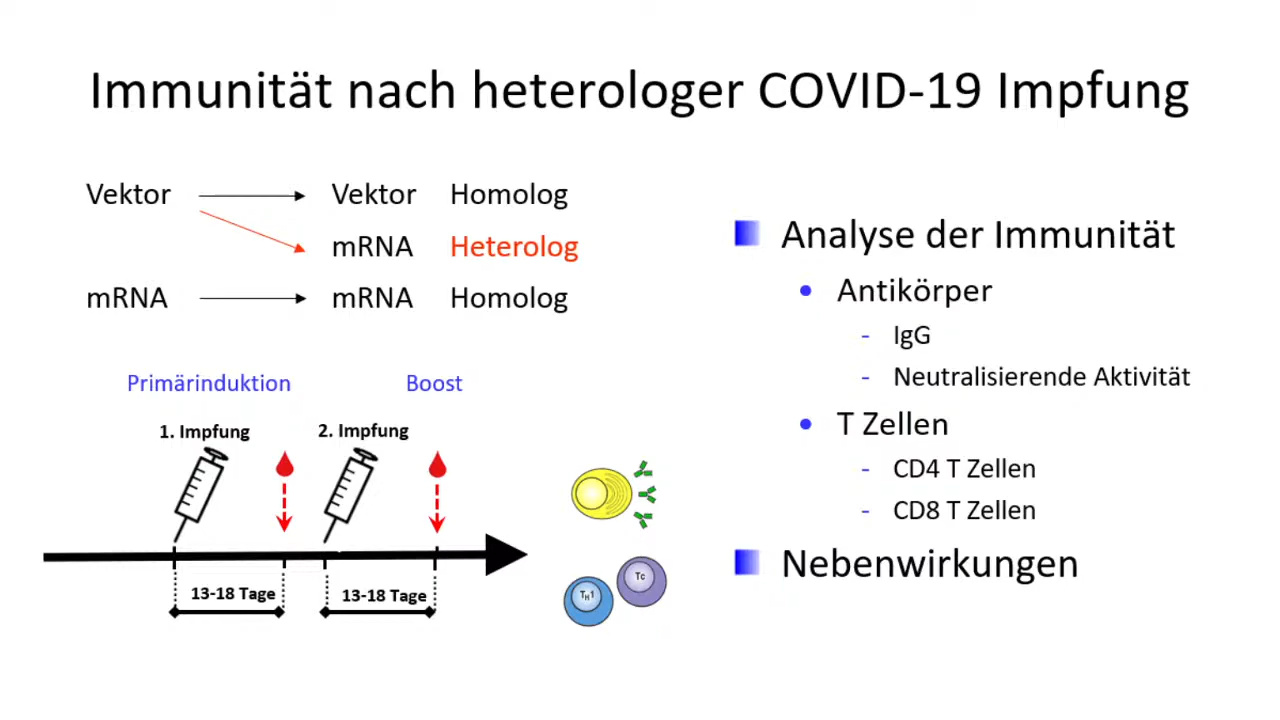 Immunität nach heterologer COVID-19 Impfung
Vektor Vektor Homolog
mRNA Heterolog
mRNA mRNA Homolog
Primärinduktion Boost
1. Impfung 2. Impfung
13-18 Tage 13-18 Tage
Tc
TH1
Analyse der Immunität
Antikörper
- IgG
- Neutralisierende Aktivität
T Zellen
- CD4 T Zellen
- CD8 T Zellen
Nebenwirkungen